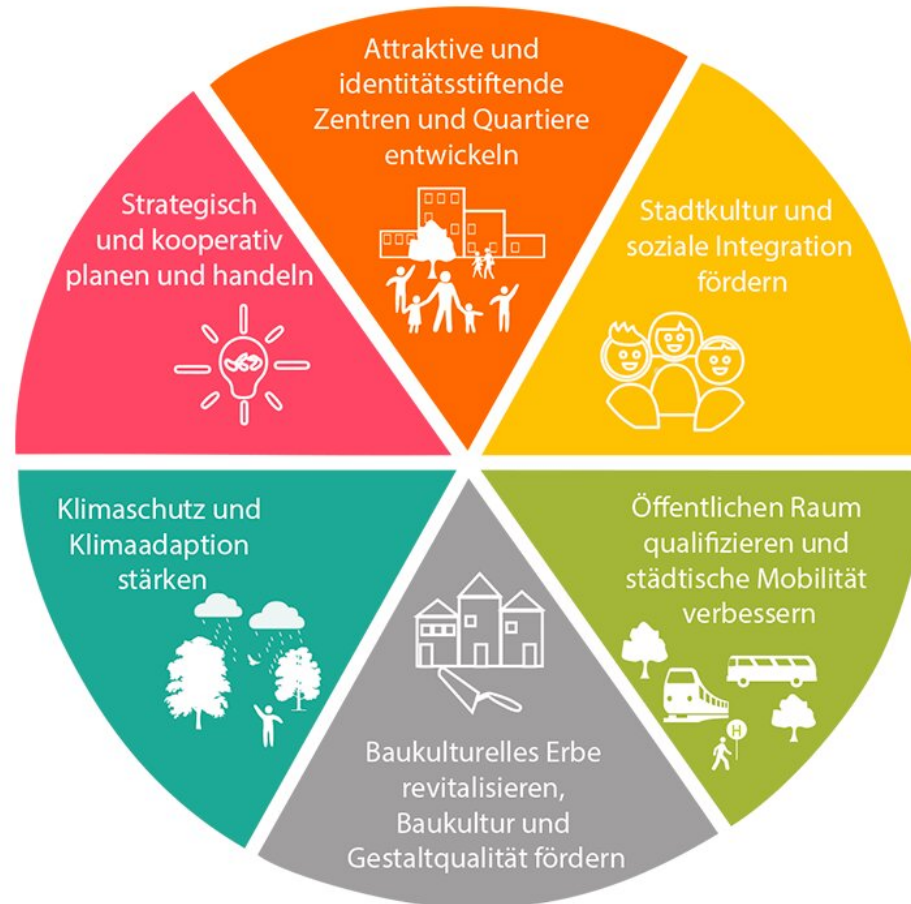 Attraktive und
identitätsstiftende
Zentren und Quartiere
entwickeln
Stadtkultur und
soziale Integration
fördern
Öffentlichen Raum
qualifizieren und
städtische Mobilität
verbessern
H
Baukulturelles Erbe
revitalisieren,
Baukultur und
Gestaltqualität fördern
Klimaschutz und
Klimaadaption
stärken
Strategisch
und kooperativ
planen und handeln